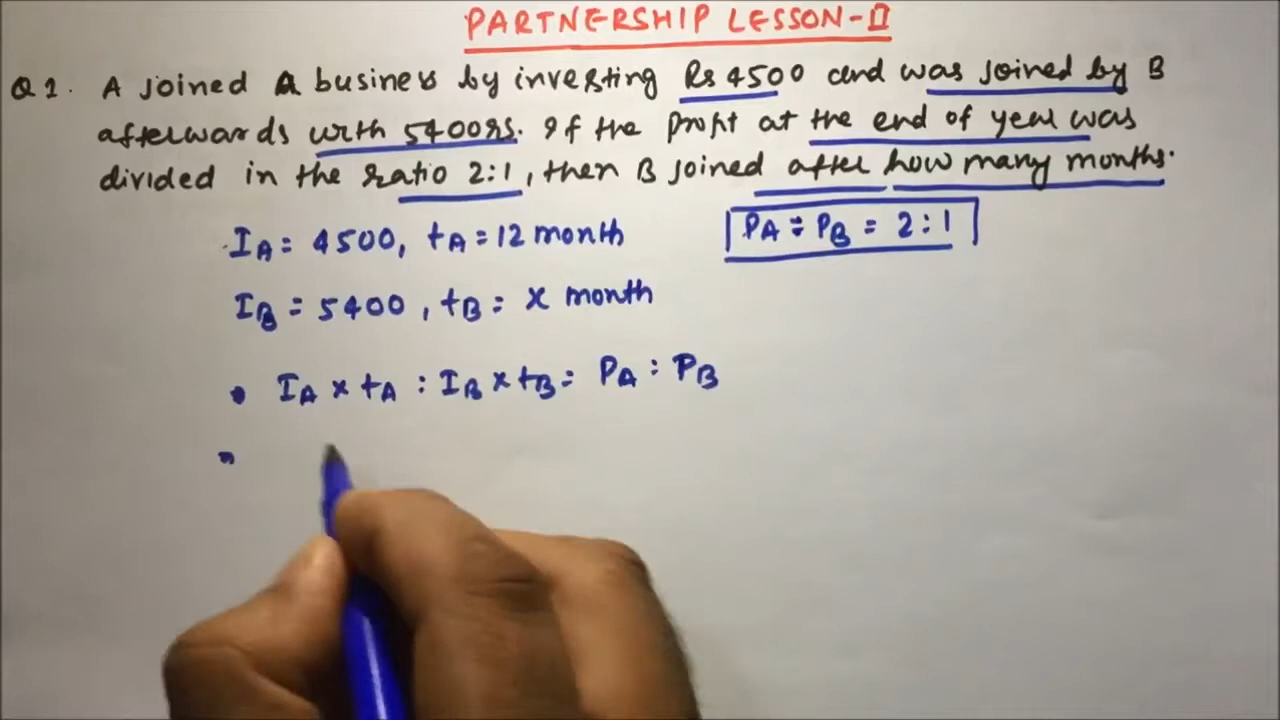 PARTNERSHIP LESSON-II
Q1. A joined A business by investing Rs 4500 and was joined by B
afterwards with 5400rs. If the profit at the end of year was
divided in the ratio 2:1, then B joined after how many months.
IA = 4500, tA = 12 month
PA : PB = 2:1
IB = 5400, tB = x month
• IA × tA : IB × tB = PA : PB